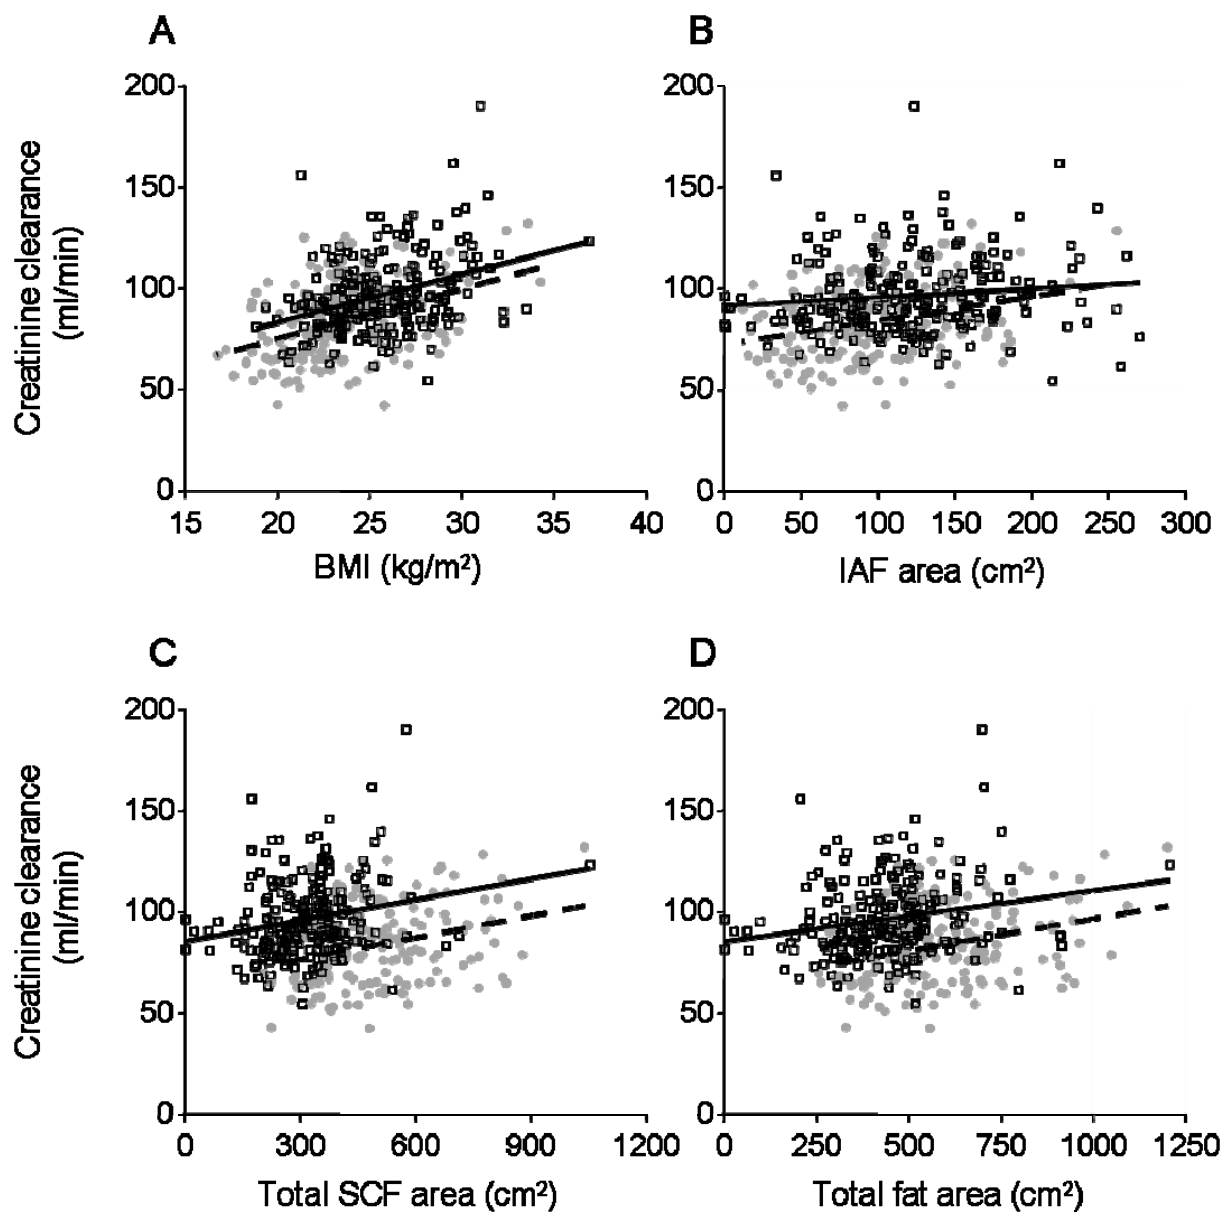 A
B
200
150
100
50
0
Creatinine clearance
(ml/min)
15 20 25 30 35 40
BMI (kg/m²)
200
150
100
50
0
0 50 100 150 200 250 300
IAF area (cm²)
C
D
200
150
100
50
0
Creatinine clearance
(ml/min)
0 300 600 900 1200
Total SCF area (cm²)
200
150
100
50
0
0 250 500 750 1000 1250
Total fat area (cm²)